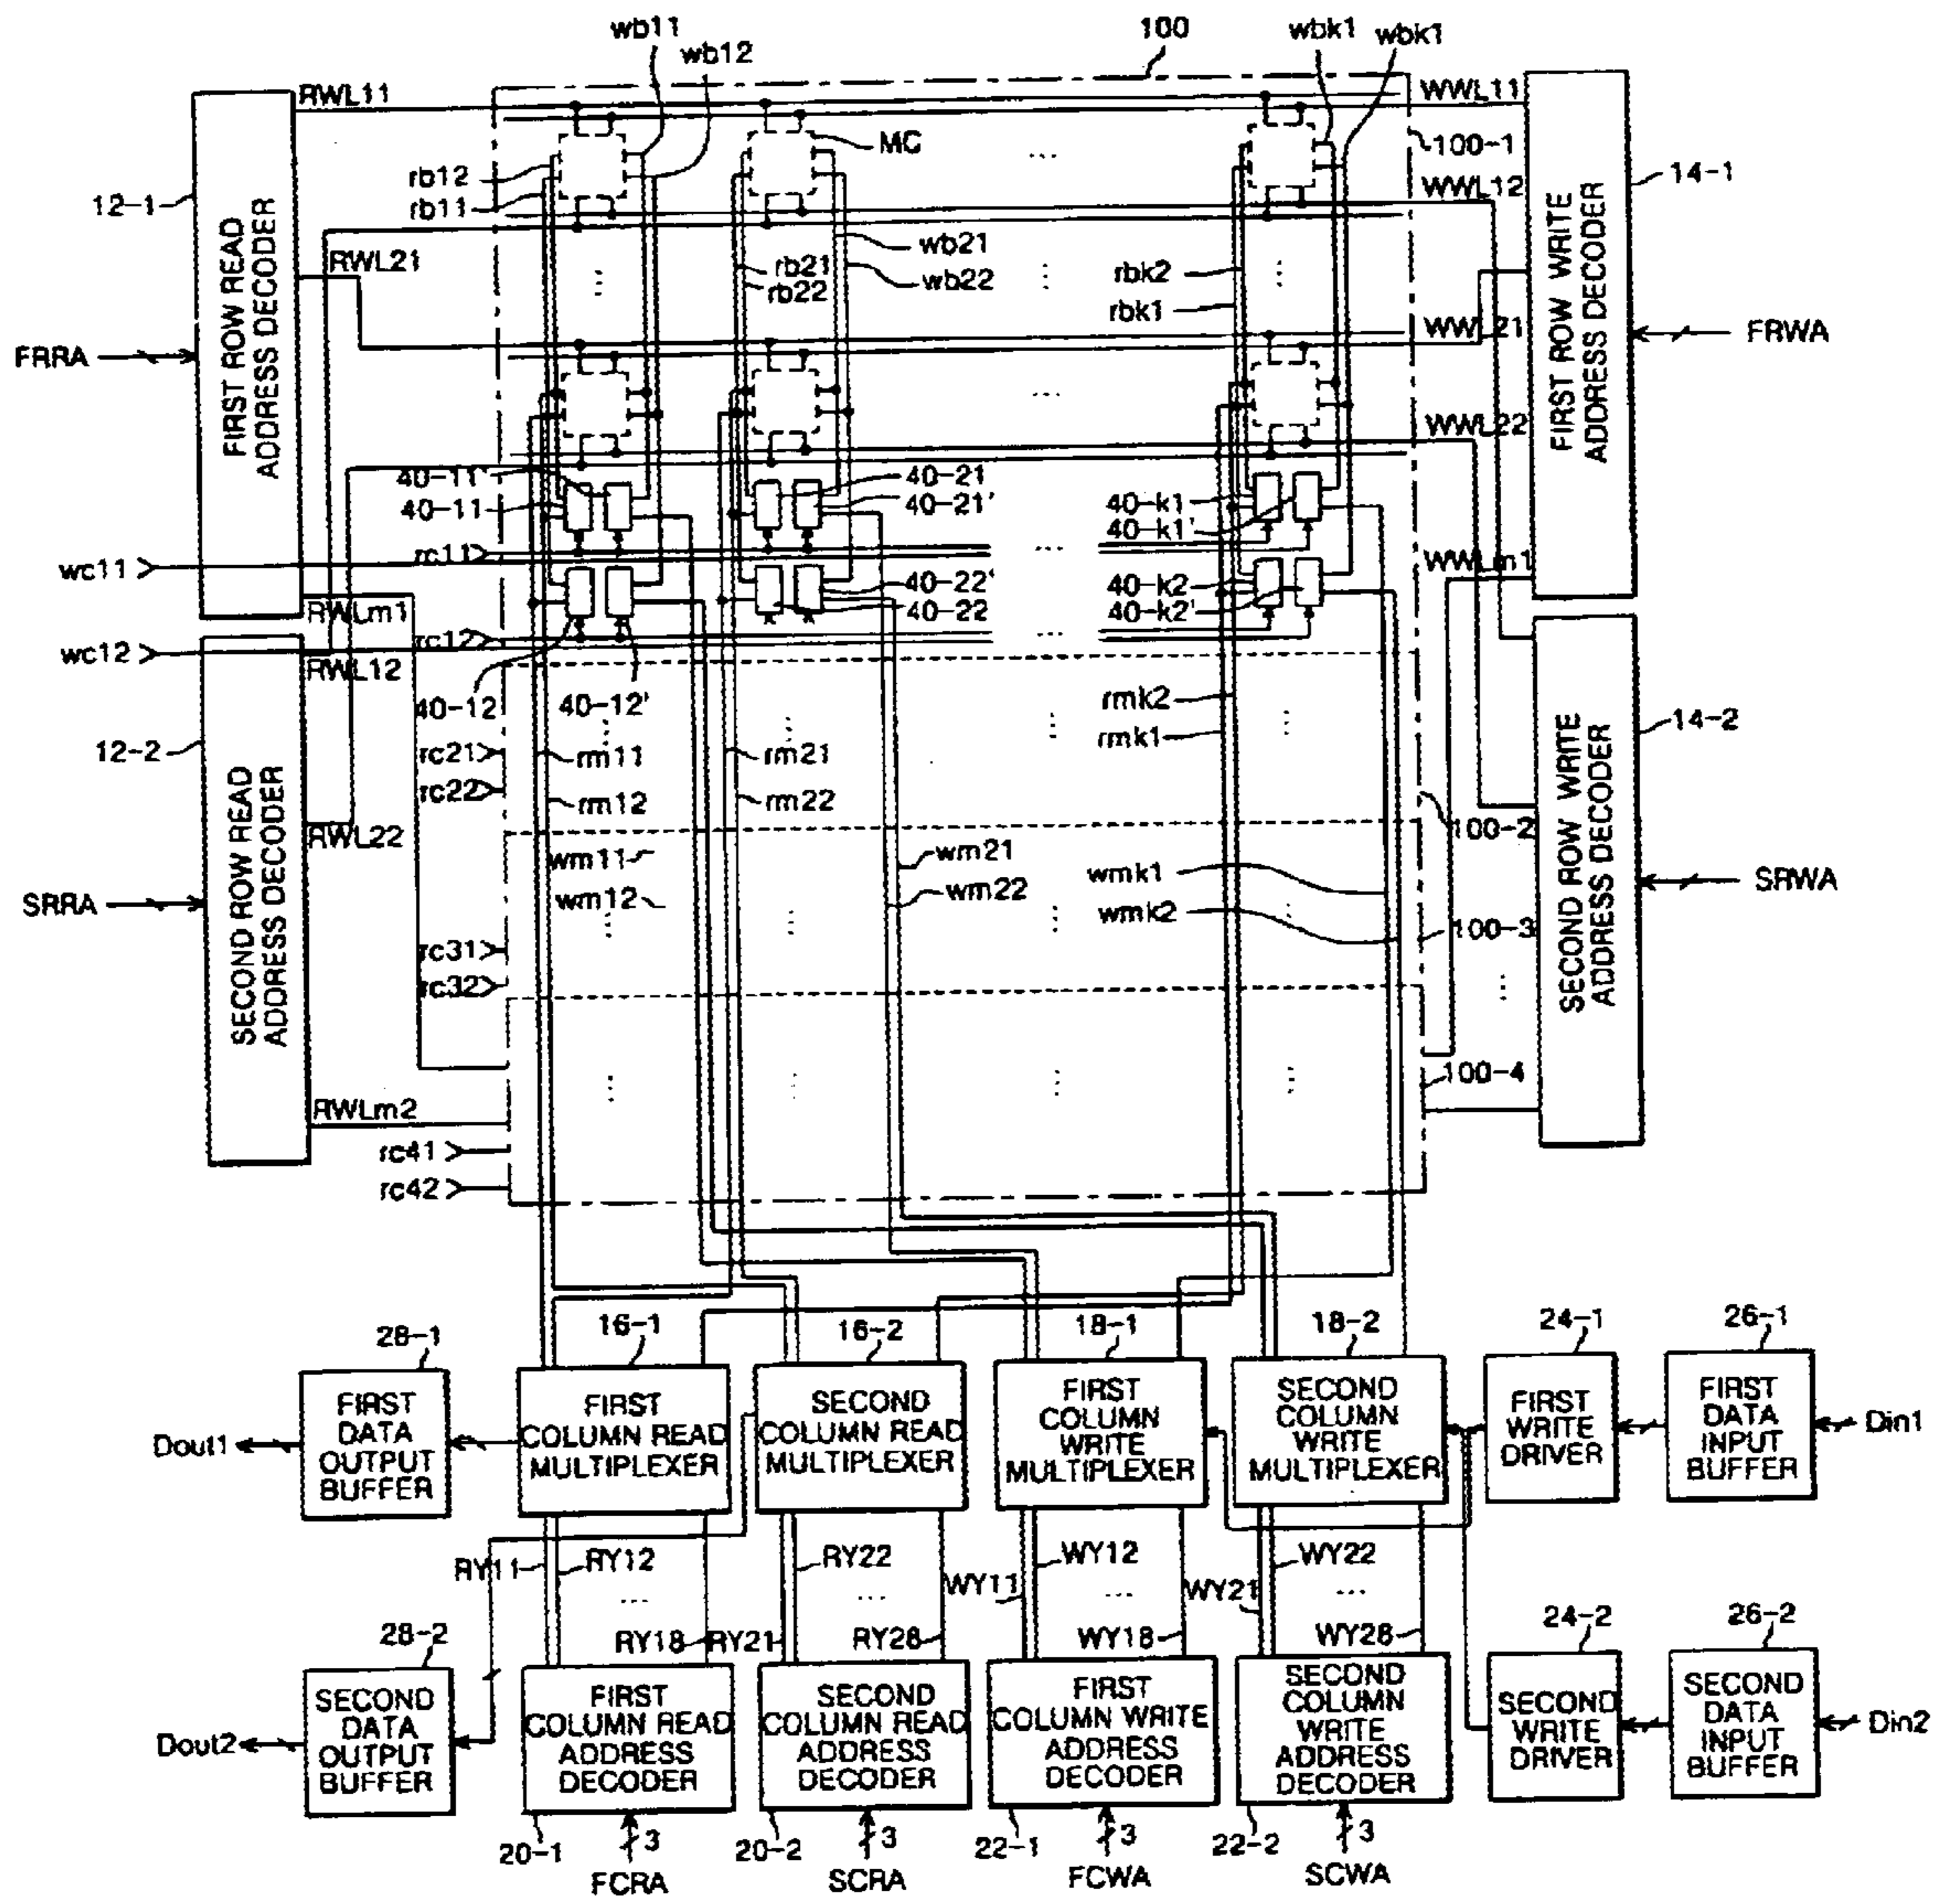 wb11
wb12
100
wbk1
wbk1
RWL11
WWL11
MC
100-1
rb12
rb11
12-1
14-1
WWL12
FIRST ROW READ
ADDRESS DECODER
FIRST ROW WRITE
ADDRESS DECODER
RWL21
rb21
rb22
wb21
wb22
rbk2
rbk1
WWL21
FRRA
FRWA
WWL22
40-11'
40-11
40-21
40-21'
40-k1
40-k1'
rc11
wc11
WWLm1
40-22'
40-22
40-k2
40-k2'
RWLm1
rc12
wc12
RWL12
40-12
40-12'
rmk2
rmk1
12-2
14-2
rc21
rm11
rm21
rc22
rm12
rm22
SECOND ROW READ
ADDRESS DECODER
SECOND ROW WRITE
ADDRESS DECODER
RWL22
100-2
wm11
wm21
wmk1
wm12
wm22
wmk2
SRRA
SRWA
100-3
rc31
rc32
100-4
RWLm2
rc41
rc42
28-1
16-1
16-2
18-1
18-2
24-1
26-1
FIRST
DATA
OUTPUT
BUFFER
FIRST
COLUMN READ
MULTIPLEXER
SECOND
COLUMN READ
MULTIPLEXER
FIRST
COLUMN
WRITE
MULTIPLEXER
SECOND
COLUMN
WRITE
MULTIPLEXER
FIRST
WRITE
DRIVER
FIRST
DATA
INPUT
BUFFER
Dout1
Din1
RY11
RY12
RY22
WY11
WY12
WY21
WY22
RY18
RY21
RY28
WY18
WY28
28-2
24-2
26-2
SECOND
DATA
OUTPUT
BUFFER
FIRST
COLUMN READ
ADDRESS
DECODER
SECOND
COLUMN READ
ADDRESS
DECODER
FIRST
COLUMN WRITE
ADDRESS
DECODER
SECOND
COLUMN
WRITE
ADDRESS
DECODER
SECOND
WRITE
DRIVER
SECOND
DATA
INPUT
BUFFER
Dout2
Din2
20-1
3
20-2
3
22-1
3
22-2
3
FCRA
SCRA
FCWA
SCWA